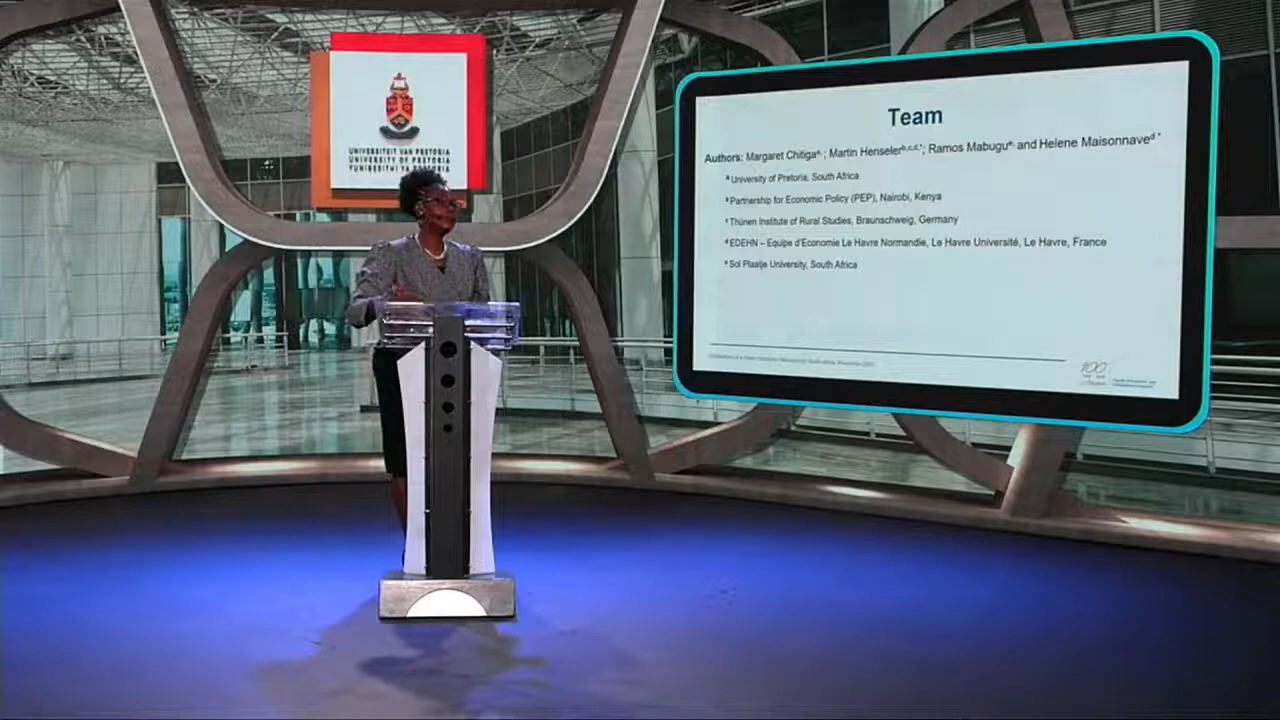 UNIVERSITEIT VAN PRETORIA
UNIVERSITY OF PRETORIA
YUNIBESITHI YA PRETORIA
Team
Authors: Margaret Chitiga a, ; Martin Henseler b,c,d,*; Ramos Mabugu e, and Helene Maisonnave d *
a University of Pretoria, South Africa
b Partnership for Economic Policy (PEP), Nairobi, Kenya
c Thünen Institute of Rural Studies, Braunschweig, Germany
d EDEHN – Equipe d'Economie Le Havre Normandie, Le Havre Université, Le Havre, France
e Sol Plaatje University, South Africa
100